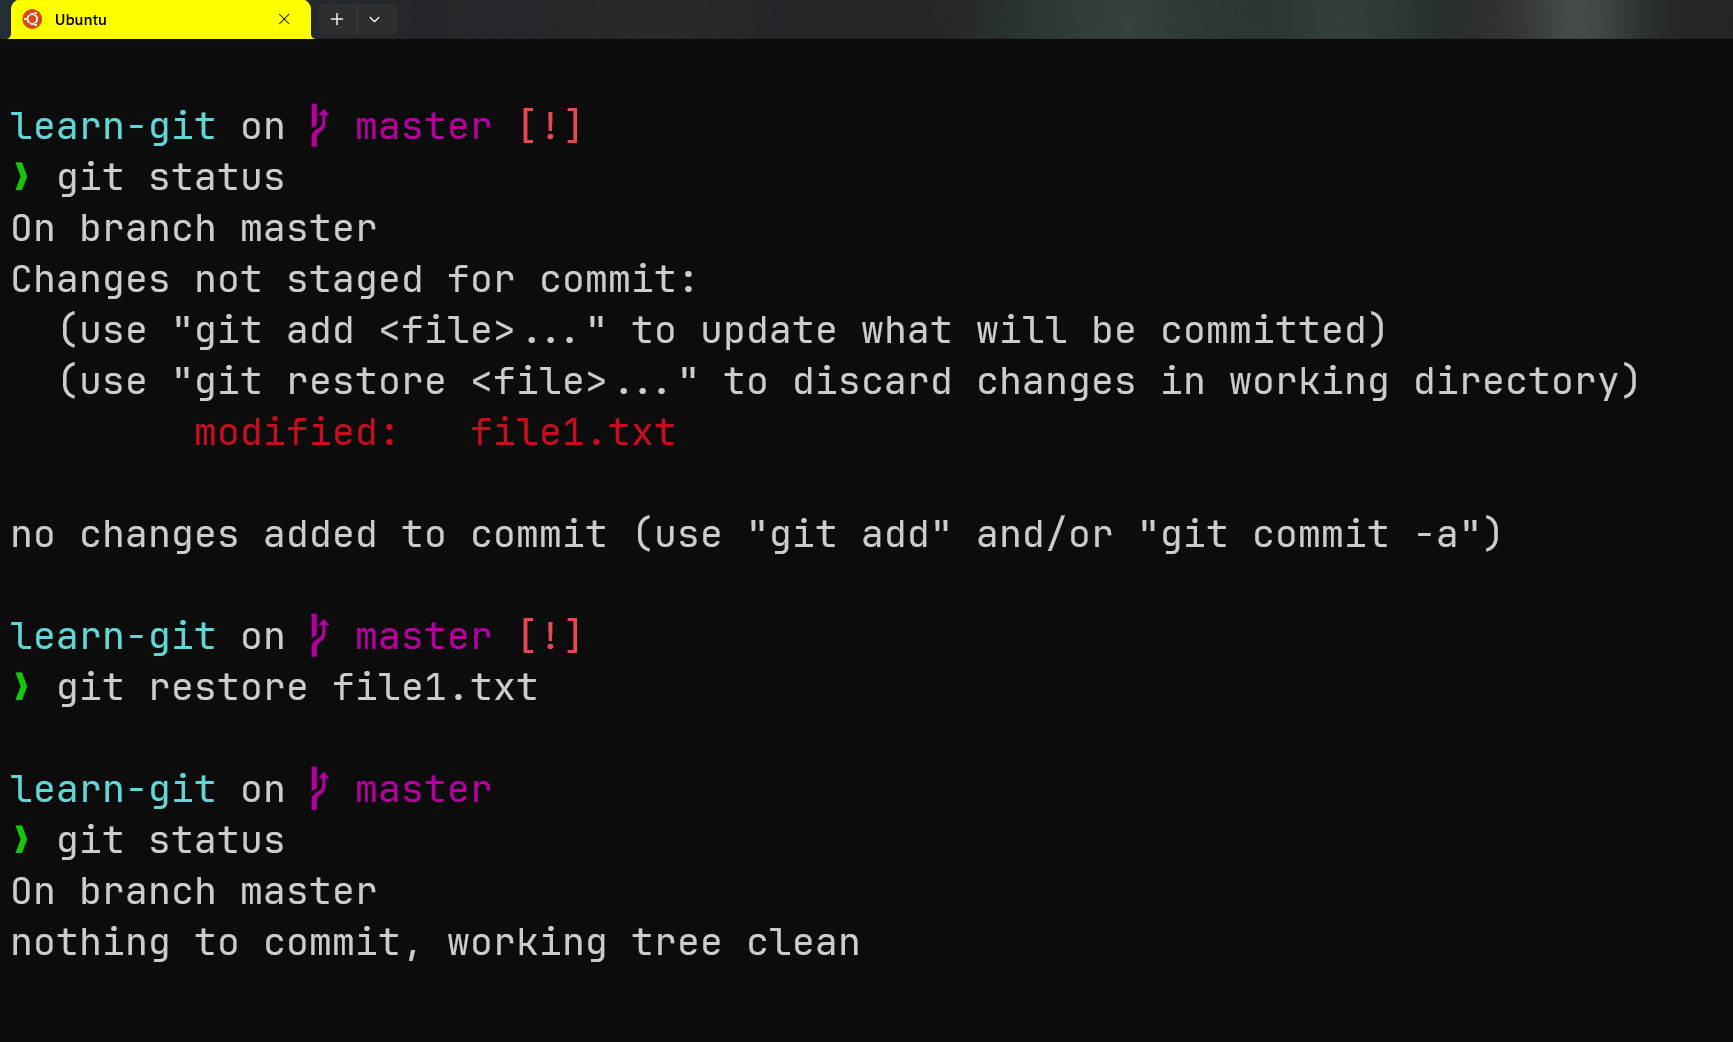 Ubuntu
learn-git on master [!]
❱ git status
On branch master
Changes not staged for commit:
  (use "git add <file>..." to update what will be committed)
  (use "git restore <file>..." to discard changes in working directory)
        modified:   file1.txt
no changes added to commit (use "git add" and/or "git commit -a")
learn-git on master [!]
❱ git restore file1.txt
learn-git on master
❱ git status
On branch master
nothing to commit, working tree clean